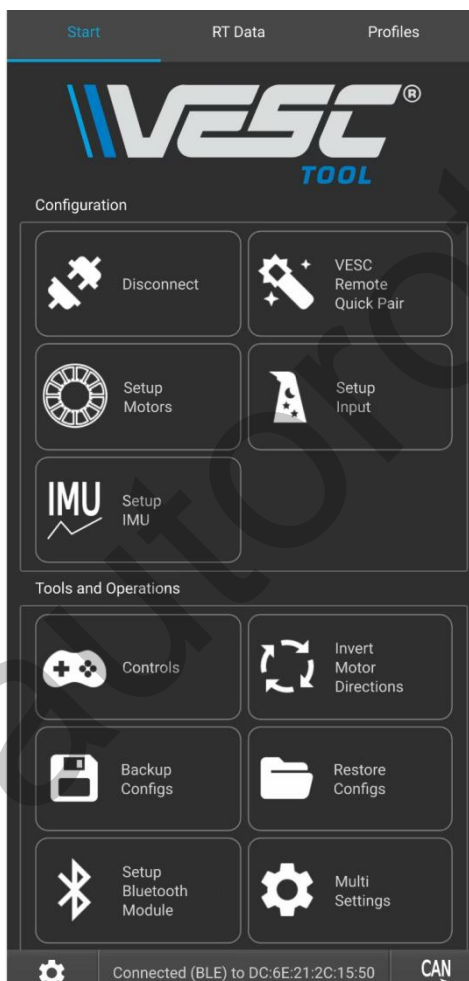 Start RT Data Profiles
VESC®
TOOL
Configuration
Disconnect
VESC
Remote
Quick Pair
Setup
Motors
Setup
Input
IMU
Setup
IMU
Tools and Operations
Controls
Invert
Motor
Directions
Backup
Configs
Restore
Configs
Setup
Bluetooth
Module
Multi
Settings
Connected (BLE) to DC:6E:21:2C:15:50
CAN